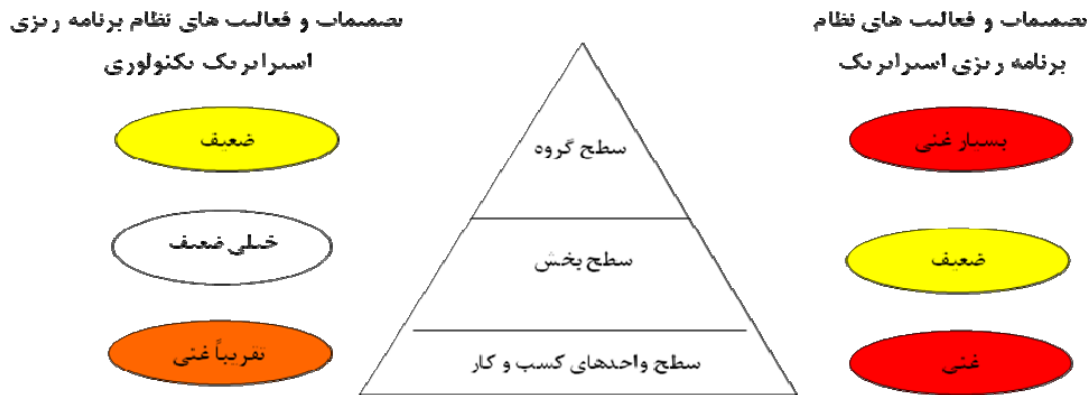 تصمیمات و فعالیت های نظام
برنامه ریزی استراتژیک
تصمیمات و فعالیت های نظام برنامه ریزی
استراتژیک تکنولوژی
بسیار غنی
سطح گروه
ضعیف
ضعیف
سطح بخش
خیلی ضعیف
غنی
سطح واحدهای کسب و کار
تقریباً غنی